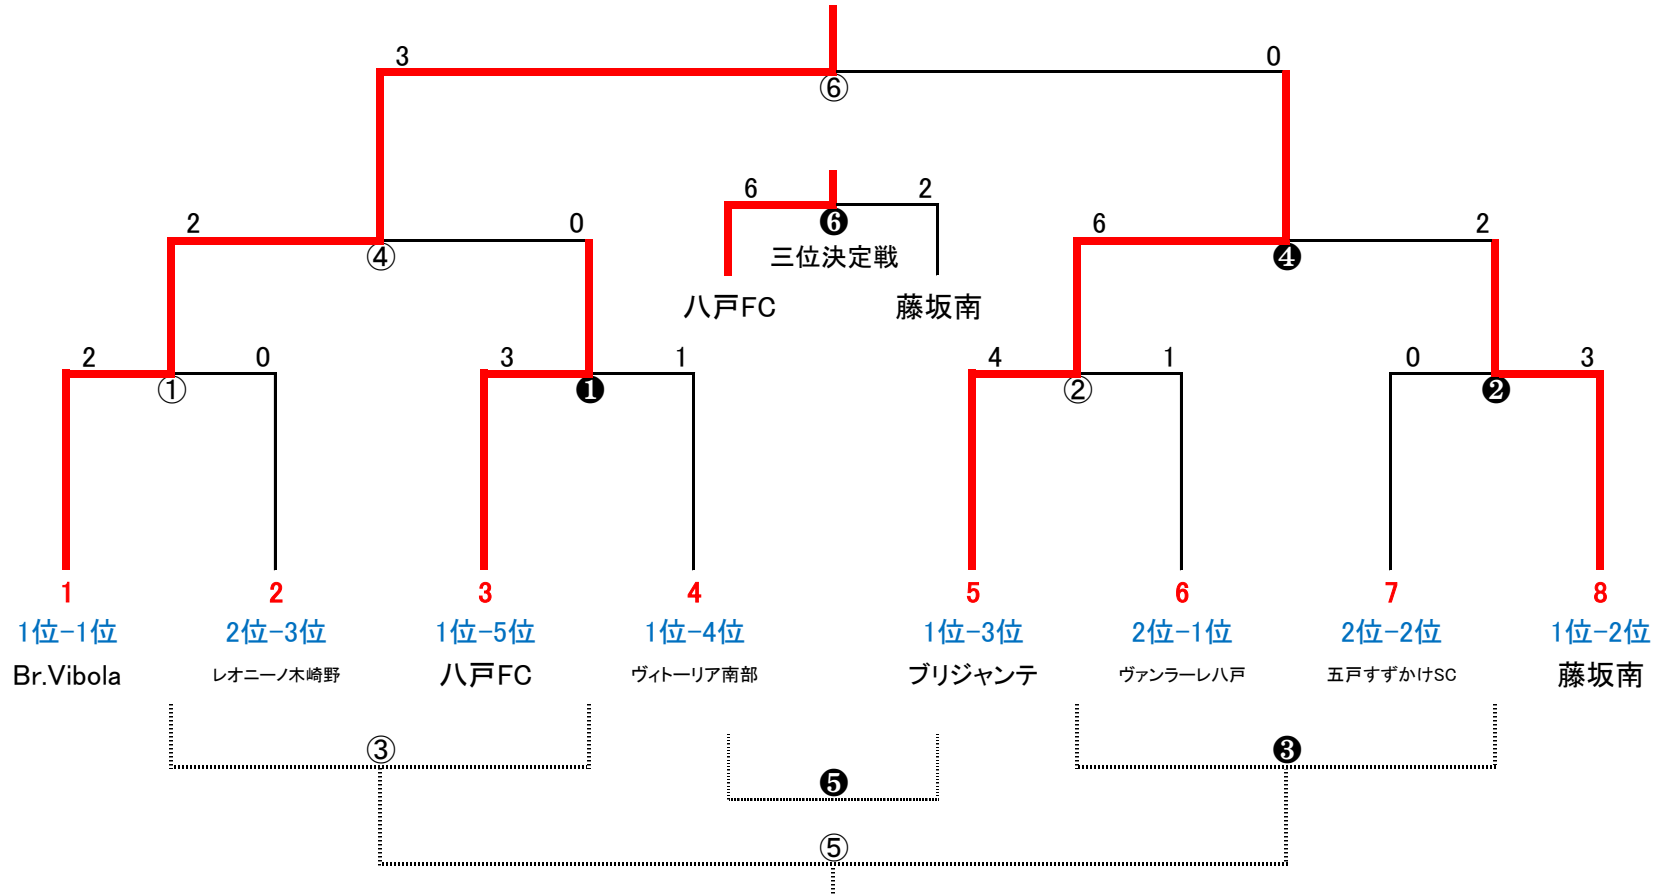 3 0
⑥
6 2
❻
三位決定戦
八戸FC 藤坂南
2 0 6 2
④ ❹
2 0 3 1 4 1 0 3
① ❶ ② ❷
1 2 3 4 5 6 7 8
1位-1位 2位-3位 1位-5位 1位-4位 1位-3位 2位-1位 2位-2位 1位-2位
Br.Vibola レオニーノ木崎野 八戸FC ヴィトーリア南部 ブリジャンテ ヴァンラーレ八戸 五戸すずかけSC 藤坂南
③ ❸
❺
⑤